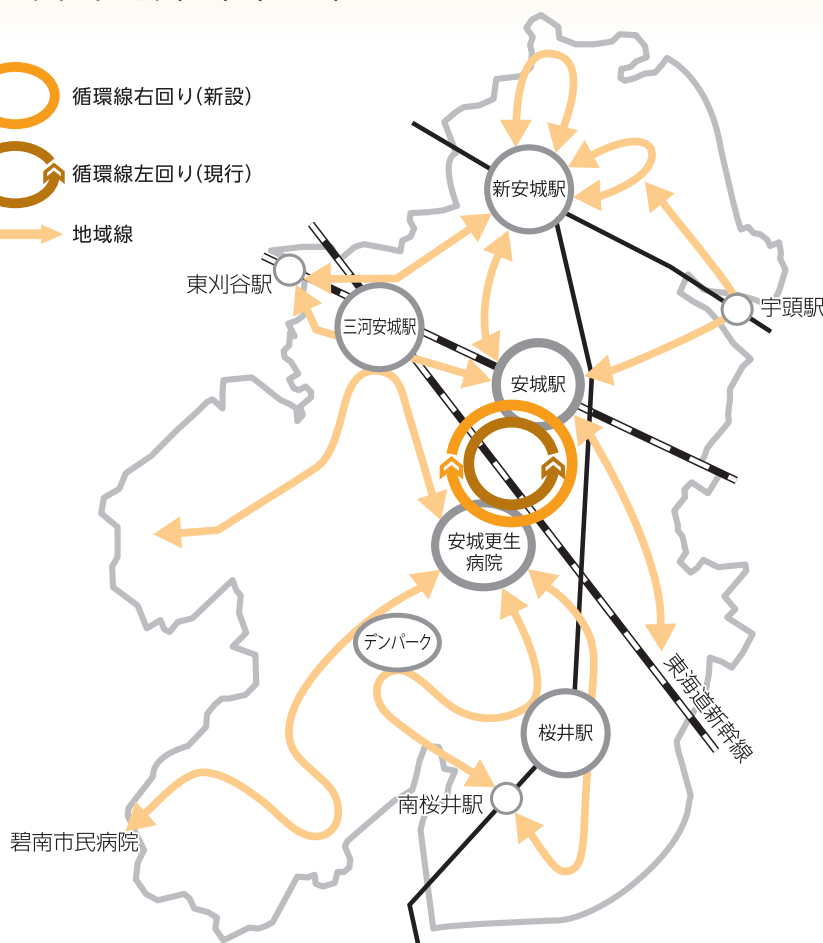 循環線右回り(新設)
循環線左回り(現行)
地域線
新安城駅
東刈谷駅
宇頭駅
三河安城駅
安城駅
安城更生
病院
デンパーク
東海道新幹線
桜井駅
南桜井駅
碧南市民病院